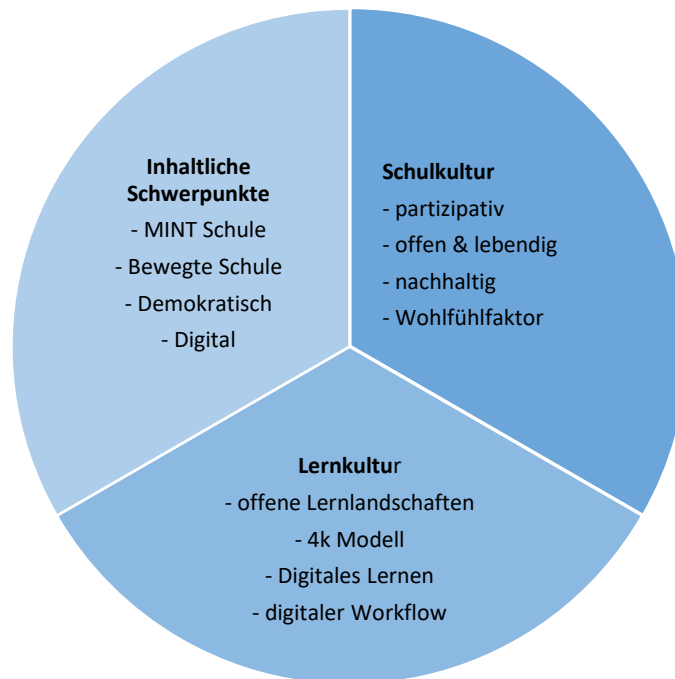 Inhaltliche
Schwerpunkte
- MINT Schule
- Bewegte Schule
- Demokratisch
- Digital
Schulkultur
- partizipativ
- offen & lebendig
- nachhaltig
- Wohlfühlfaktor
Lernkultur
- offene Lernlandschaften
- 4k Modell
- Digitales Lernen
- digitaler Workflow